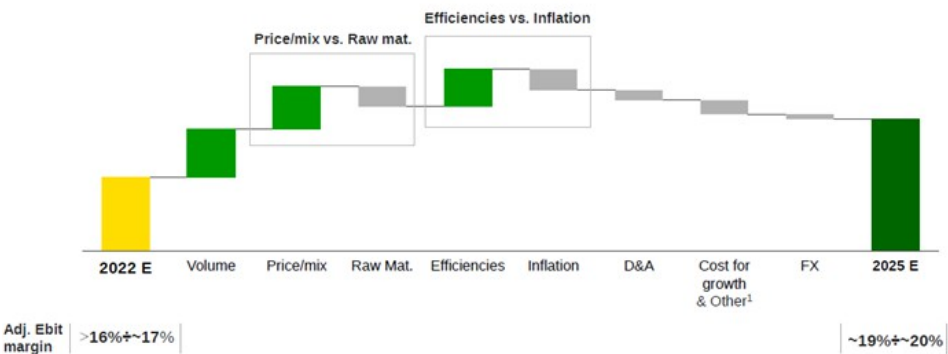 Efficiencies vs. Inflation
Price/mix vs. Raw mat.
2022 E
Volume
Price/mix
Raw Mat.
Efficiencies
Inflation
D&A
Cost for
growth
& Other¹
FX
2025 E
Adj. Ebit
margin
>16%÷~17%
~19%÷~20%